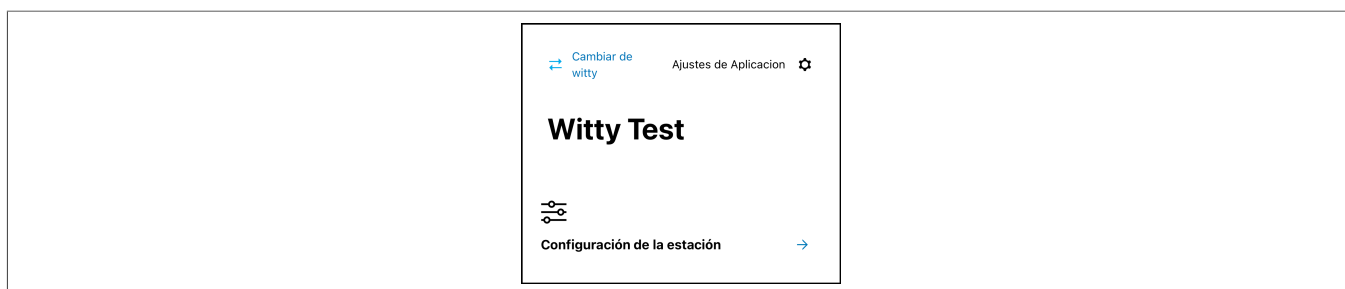 Cambiar de
witty
Ajustes de Aplicacion
Witty Test
Configuración de la estación